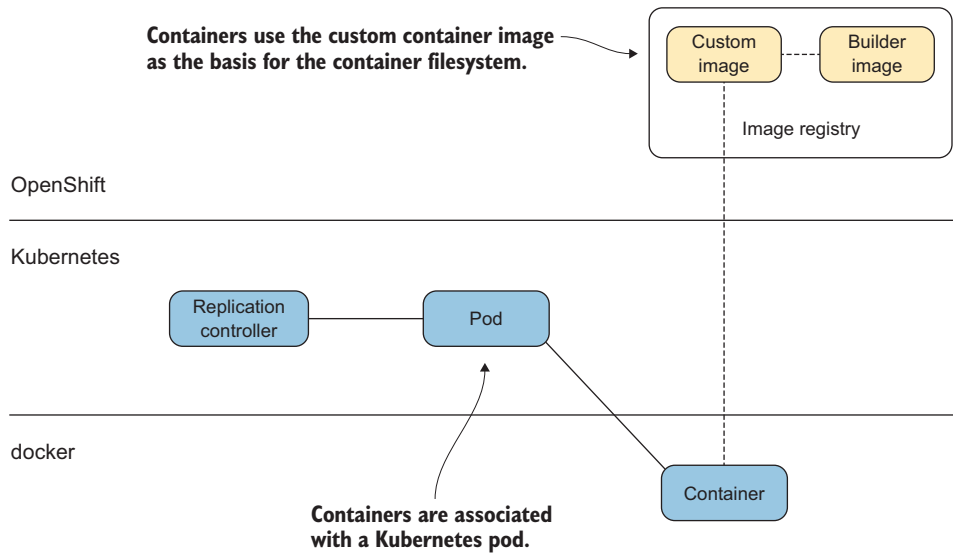 Containers use the custom container image
as the basis for the container filesystem.
Custom
image
Builder
image
Image registry
OpenShift
Kubernetes
Replication
controller
Pod
docker
Container
Containers are associated
with a Kubernetes pod.